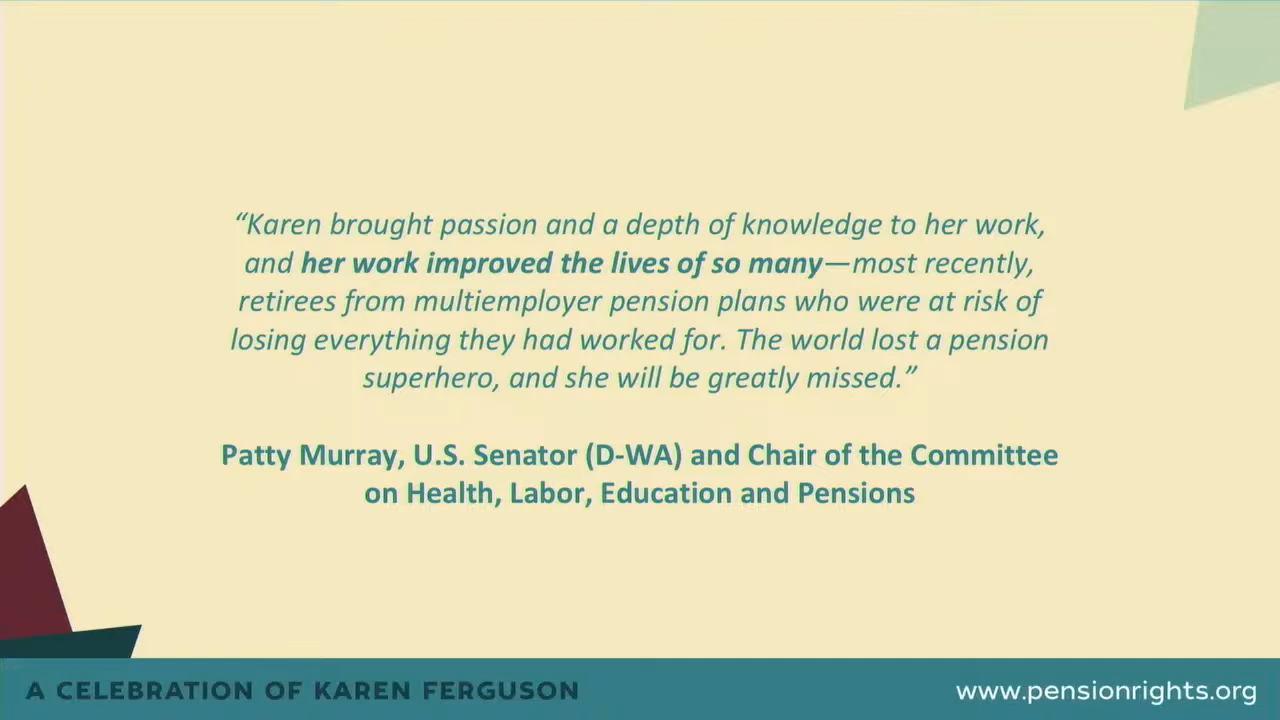 “Karen brought passion and a depth of knowledge to her work,
and her work improved the lives of so many—most recently,
retirees from multiemployer pension plans who were at risk of
losing everything they had worked for. The world lost a pension
superhero, and she will be greatly missed.”
Patty Murray, U.S. Senator (D-WA) and Chair of the Committee
on Health, Labor, Education and Pensions
A CELEBRATION OF KAREN FERGUSON
www.pensionrights.org